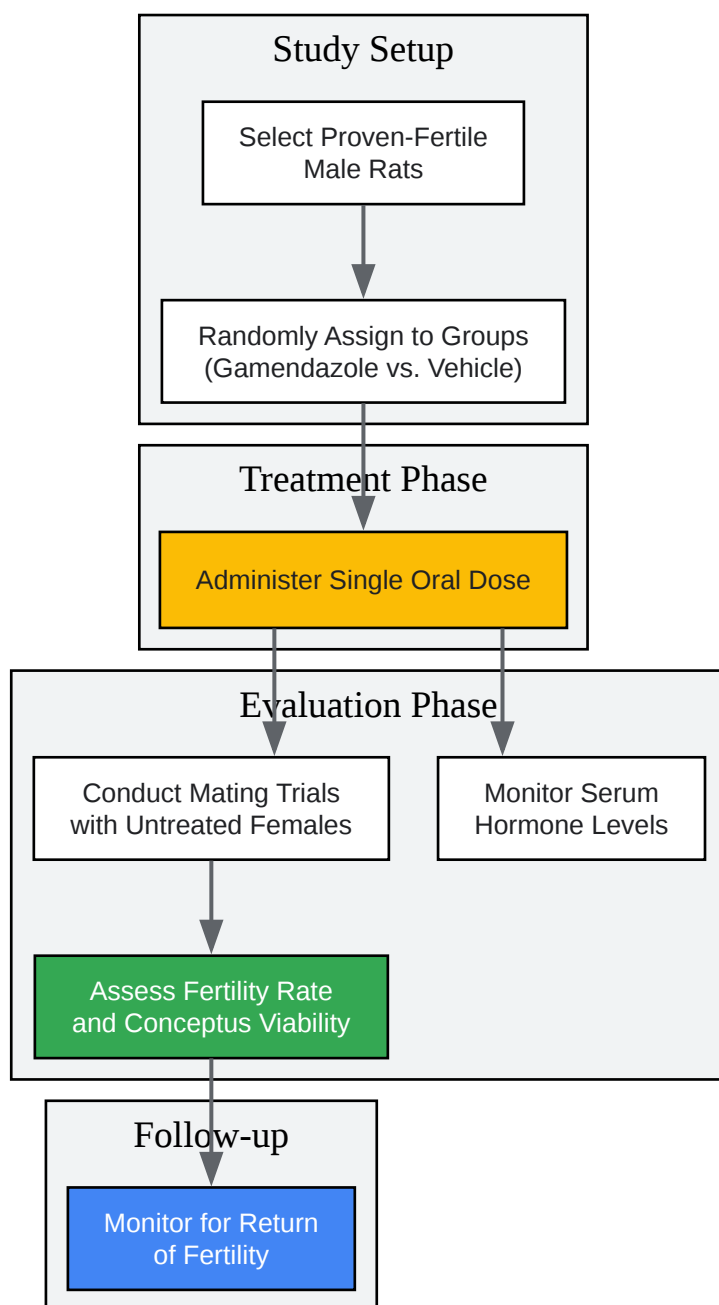 Study Setup
Select Proven-Fertile
Male Rats
Randomly Assign to Groups
(Gamendazole vs. Vehicle)
Treatment Phase
Administer Single Oral Dose
Evaluation Phase
Conduct Mating Trials
with Untreated Females
Monitor Serum
Hormone Levels
Assess Fertility Rate
and Conceptus Viability
Follow-up
Monitor for Return
of Fertility